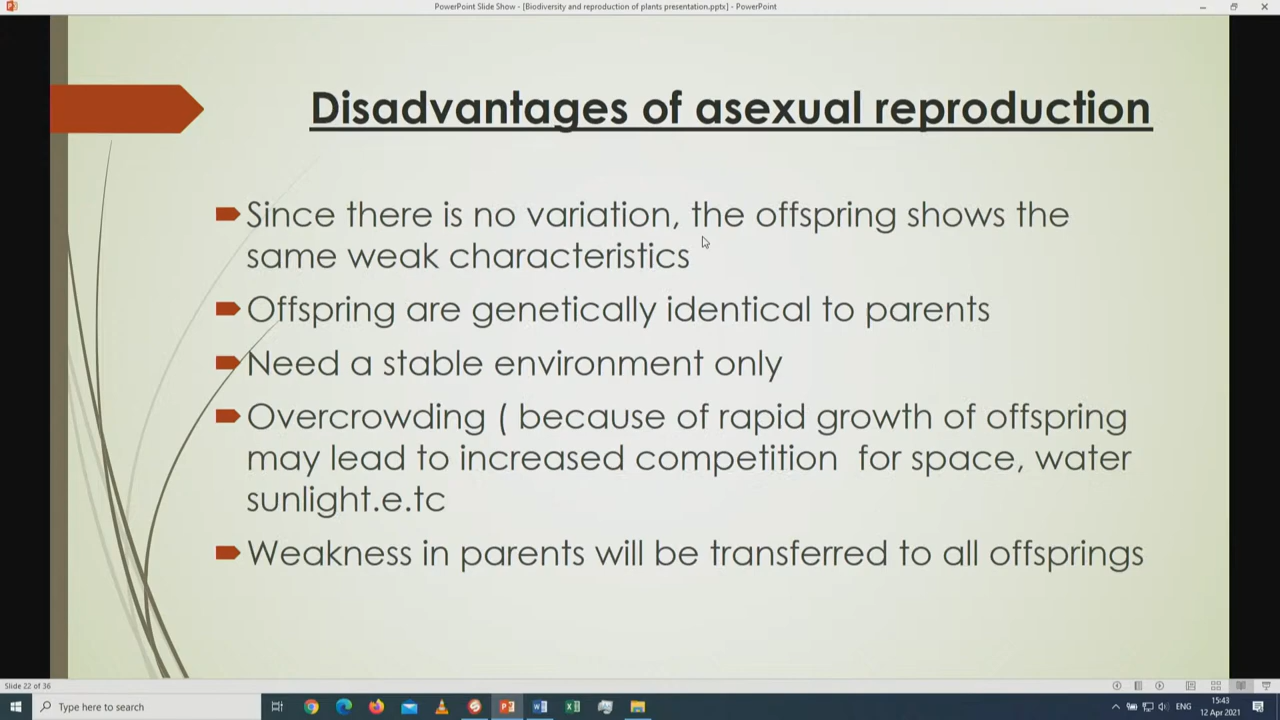 PowerPoint Slide Show - [Biodiversity and reproduction of plants presentation.pptx] - PowerPoint
Disadvantages of asexual reproduction
Since there is no variation, the offspring shows the
same weak characteristics
Offspring are genetically identical to parents
Need a stable environment only
Overcrowding ( because of rapid growth of offspring
may lead to increased competition for space, water
sunlight.e.tc
Weakness in parents will be transferred to all offsprings
Slide 22 of 36
Type here to search
ENG
15:43
12 Apr 2021